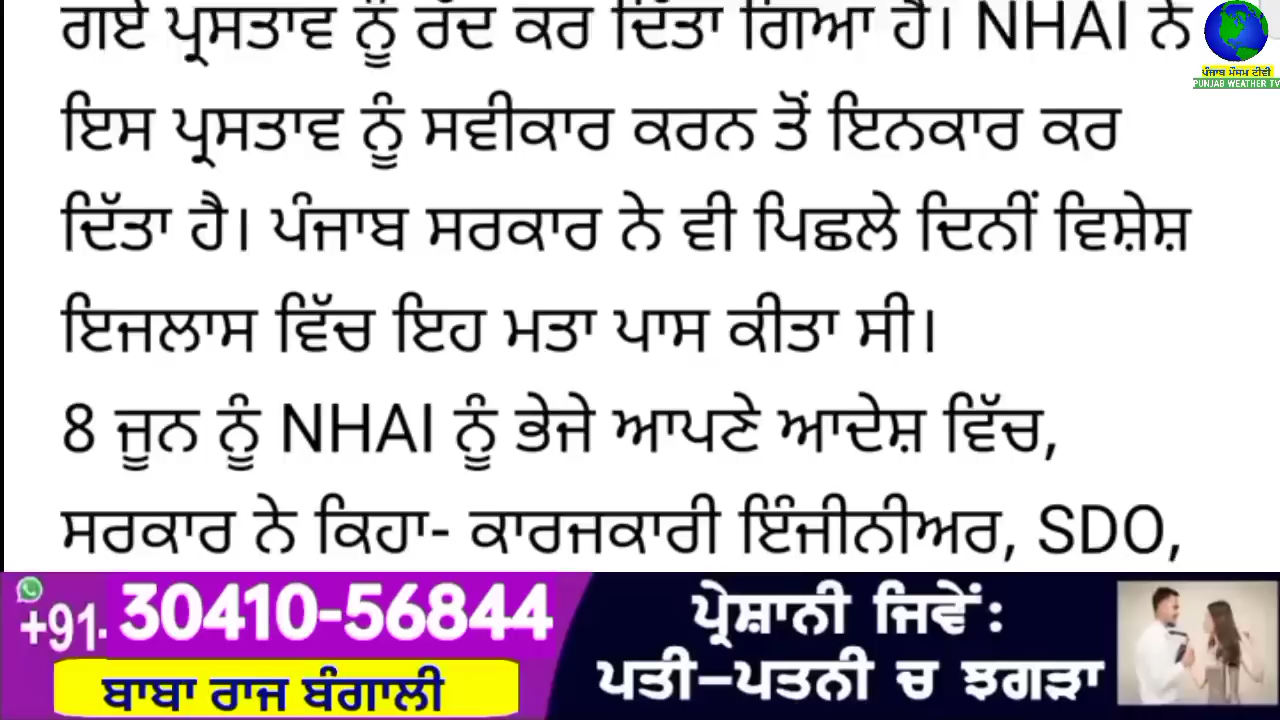 ਗਏ ਪ੍ਰਸਤਾਵ ਨੂੰ ਰੱਦ ਕਰ ਦਿੱਤਾ ਗਿਆ ਹੈ। NHAI ਨੇ
ਇਸ ਪ੍ਰਸਤਾਵ ਨੂੰ ਸਵੀਕਾਰ ਕਰਨ ਤੋਂ ਇਨਕਾਰ ਕਰ
ਦਿੱਤਾ ਹੈ। ਪੰਜਾਬ ਸਰਕਾਰ ਨੇ ਵੀ ਪਿਛਲੇ ਦਿਨੀਂ ਵਿਸ਼ੇਸ਼
ਇਜਲਾਸ ਵਿੱਚ ਇਹ ਮਤਾ ਪਾਸ ਕੀਤਾ ਸੀ।
8 ਜੂਨ ਨੂੰ NHAI ਨੂੰ ਭੇਜੇ ਆਪਣੇ ਆਦੇਸ਼ ਵਿੱਚ,
ਸਰਕਾਰ ਨੇ ਕਿਹਾ- ਕਾਰਜਕਾਰੀ ਇੰਜੀਨੀਅਰ, SDO,
ਪੰਜਾਬ ਮੌਸਮ ਟੀਵੀ
PUNJAB WEATHER TV
+91- 30410-56844
ਬਾਬਾ ਰਾਜ ਬੰਗਾਲੀ
ਪ੍ਰੇਸ਼ਾਨੀ ਜਿਵੇਂ:
ਪਤੀ-ਪਤਨੀ ਚ ਝਗੜਾ